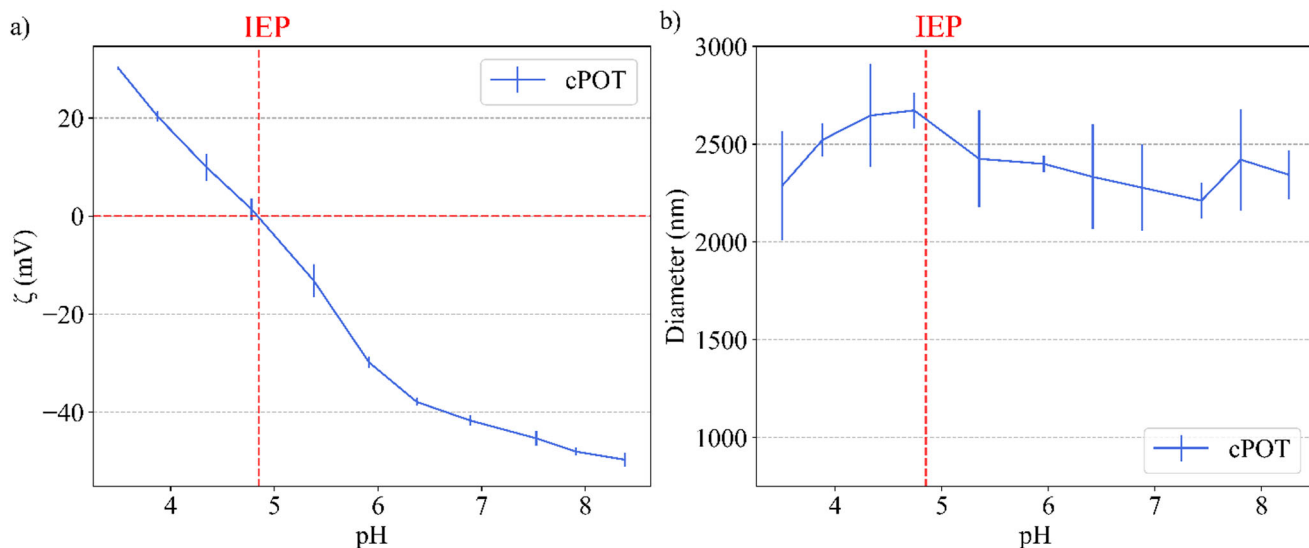 a)
IEP
cPOT
20
0
−20
−40
ζ (mV)
4 5 6 7 8
pH
b)
IEP
3000
2500
2000
1500
1000
Diameter (nm)
cPOT
4 5 6 7 8
pH